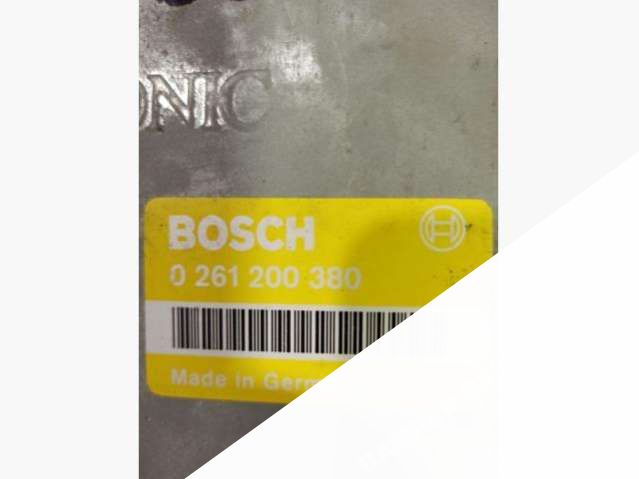 ONIC
BOSCH
0 261 200 380
Made in Germ